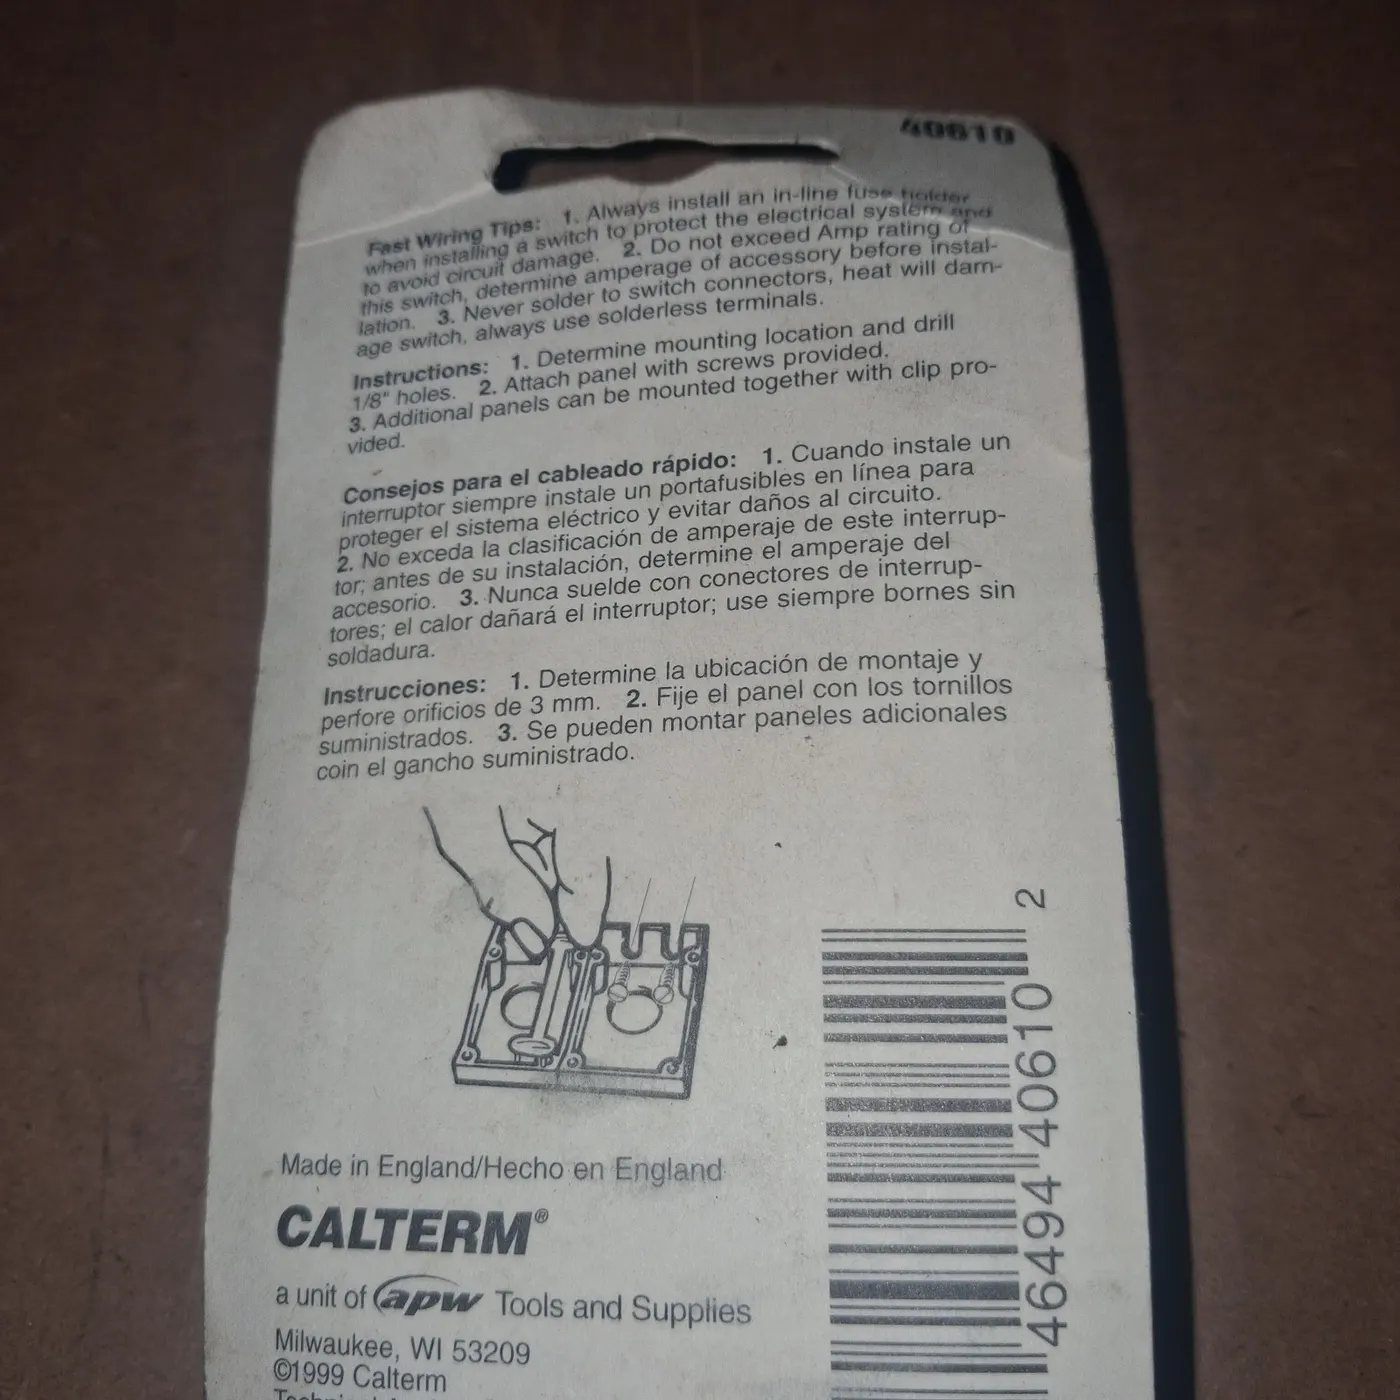 40610
Fast Wiring Tips: 1. Always install an in-line fuse holder
when installing a switch to protect the electrical system and
to avoid circuit damage. 2. Do not exceed Amp rating of
this switch, determine amperage of accessory before instal-
lation. 3. Never solder to switch connectors, heat will dam-
age switch, always use solderless terminals.
Instructions: 1. Determine mounting location and drill
1/8" holes. 2. Attach panel with screws provided.
3. Additional panels can be mounted together with clip pro-
vided.
Consejos para el cableado rápido: 1. Cuando instale un
interruptor siempre instale un portafusibles en línea para
proteger el sistema eléctrico y evitar daños al circuito.
2. No exceda la clasificación de amperaje de este interrup-
tor; antes de su instalación, determine el amperaje del
accesorio. 3. Nunca suelde con conectores de interrup-
tores; el calor dañará el interruptor; use siempre bornes sin
soldadura.
Instrucciones: 1. Determine la ubicación de montaje y
perfore orificios de 3 mm. 2. Fije el panel con los tornillos
suministrados. 3. Se pueden montar paneles adicionales
coin el gancho suministrado.
Made in England/Hecho en England
CALTERM®
a unit of apw Tools and Supplies
Milwaukee, WI 53209
©1999 Calterm
46494 40610 2